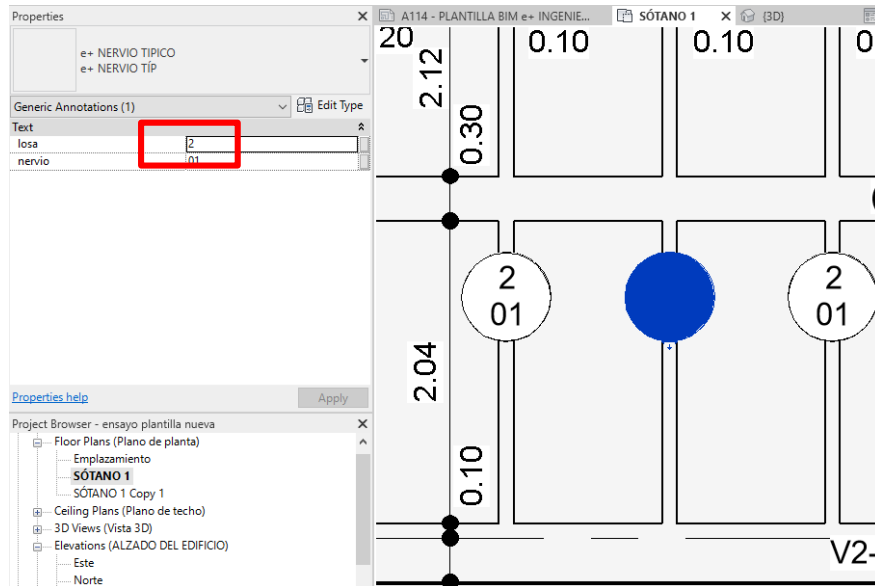 Properties
e+ NERVIO TIPICO
e+ NERVIO TÍP
Generic Annotations (1)
Edit Type
Text
losa
2
nervio
01
Properties help
Apply
Project Browser - ensayo plantilla nueva
Floor Plans (Plano de planta)
Emplazamiento
SÓTANO 1
SÓTANO 1 Copy 1
Ceiling Plans (Plano de techo)
3D Views (Vista 3D)
Elevations (ALZADO DEL EDIFICIO)
Este
Norte
A114 - PLANTILLA BIM e+ INGENIE...
SÓTANO 1
{3D}
20
0.10
0.10
0
2.12
0.30
2
01
2
01
2.04
0.10
V2-